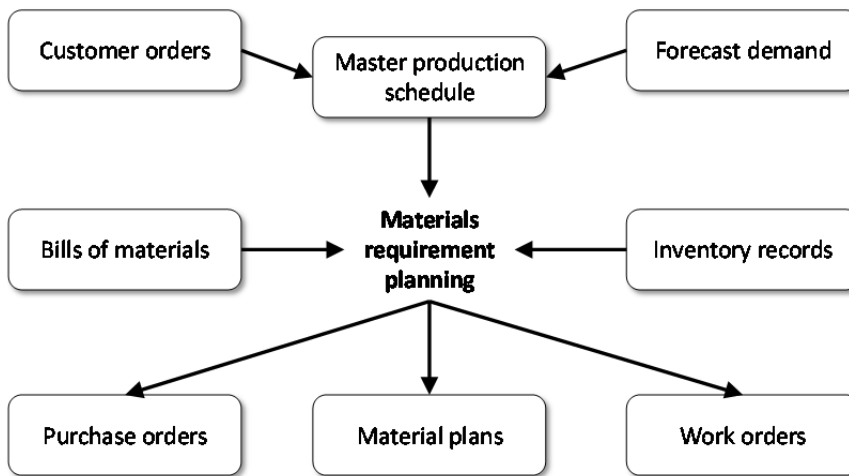 Customer orders
Master production
schedule
Forecast demand
Bills of materials
Materials
requirement
planning
Inventory records
Purchase orders
Material plans
Work orders